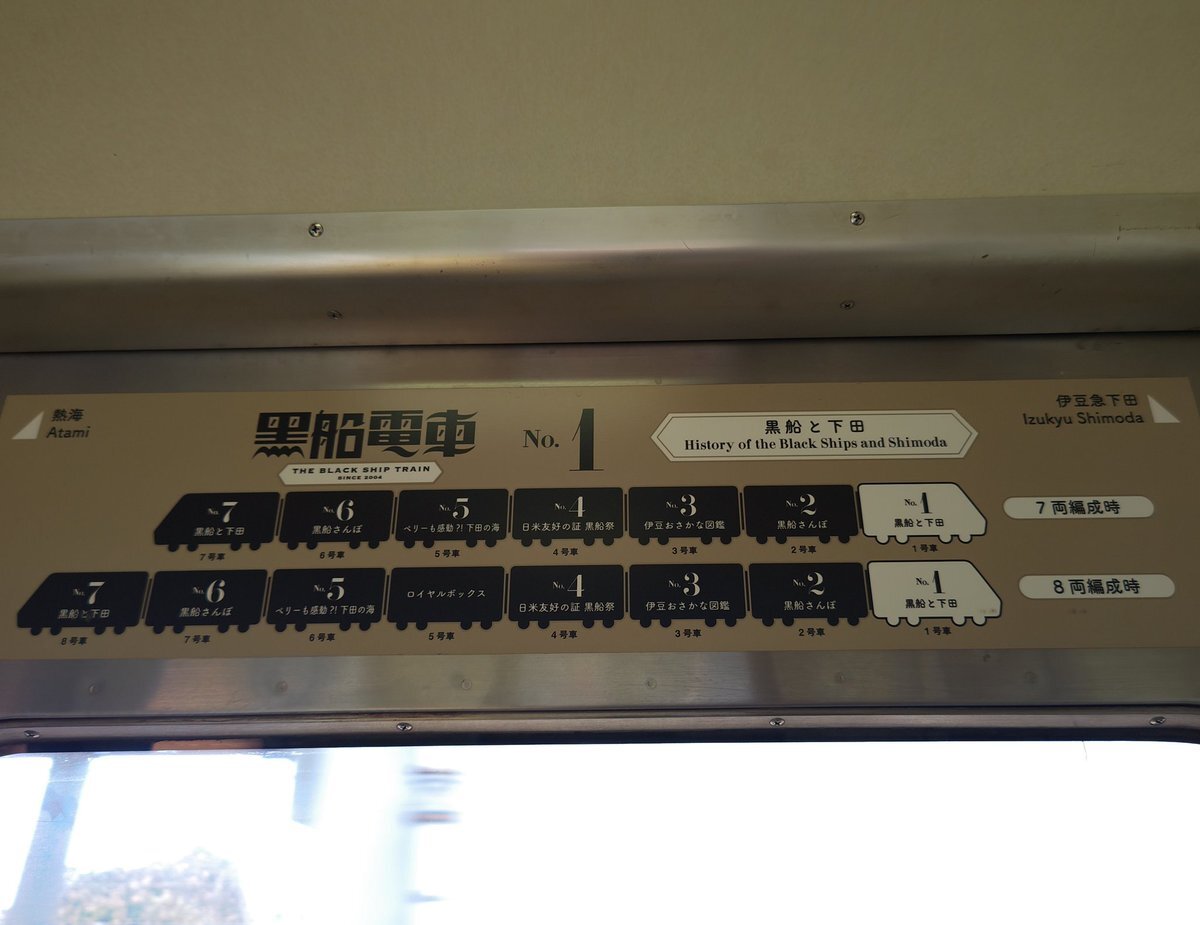 熱海
Atami
黒船電車
THE BLACK SHIP TRAIN
SINCE 2004
No. 1
黒船と下田
History of the Black Ships and Shimoda
伊豆急下田
Izukyu Shimoda
No. 7 No. 6 No. 5 No. 4 No. 3 No. 2 No. 1
黒船と下田 黒船さんぽ ペリーも感動?!下田の海 日米友好の証 黒船祭 伊豆おさかな図鑑 黒船さんぽ 黒船と下田
7号車 6号車 5号車 4号車 3号車 2号車 1号車
7両編成時
No. 7 No. 6 No. 5 ロイヤルボックス No. 4 No. 3 No. 2 No. 1
黒船と下田 黒船さんぽ ペリーも感動?!下田の海 日米友好の証 黒船祭 伊豆おさかな図鑑 黒船さんぽ 黒船と下田
8号車 7号車 6号車 5号車 4号車 3号車 2号車 1号車
8両編成時